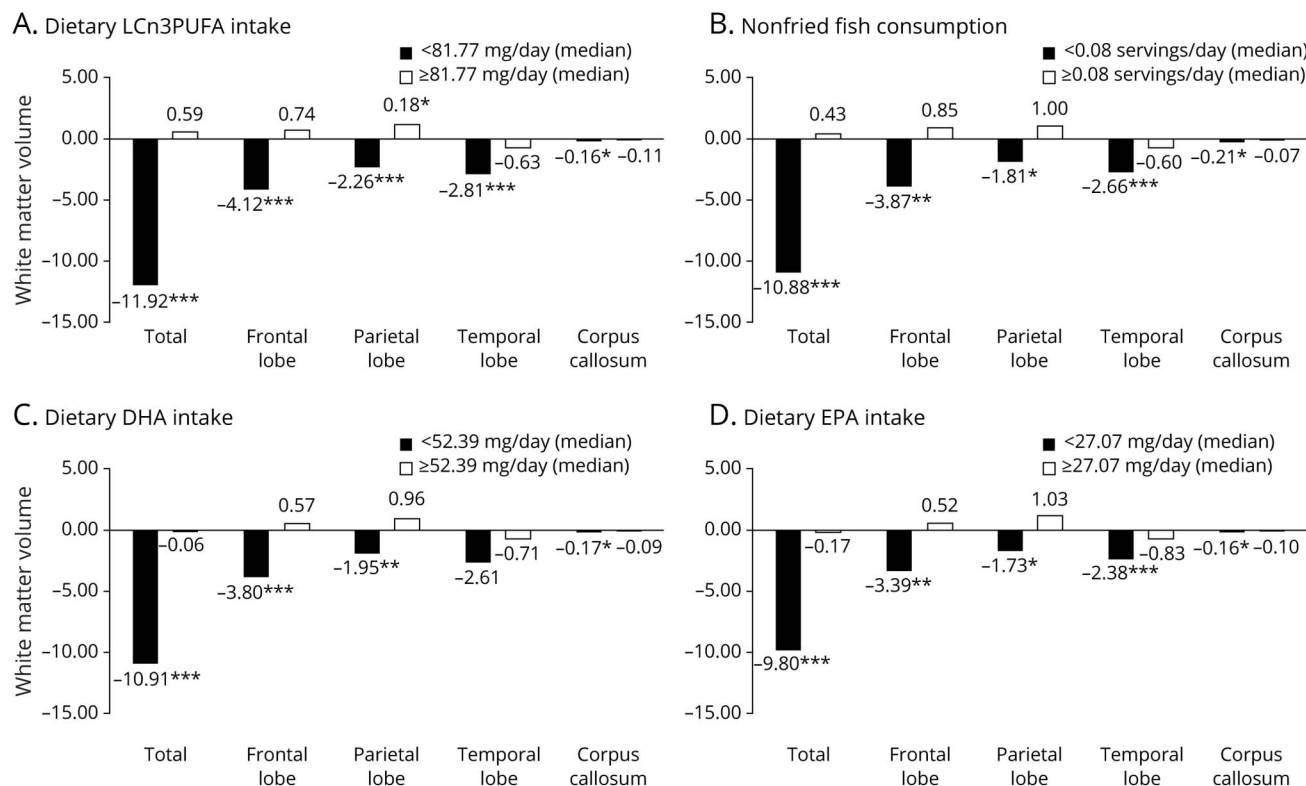 A. Dietary LCn3PUFA intake
<81.77 mg/day (median)
≥81.77 mg/day (median)
White matter volume
5.00
0.00
–5.00
–10.00
–15.00
0.59
0.74
0.18*
–0.63
–0.16*
–0.11
–2.26***
–2.81***
–4.12***
–11.92***
Total
Frontal
lobe
Parietal
lobe
Temporal
lobe
Corpus
callosum
B. Nonfried fish consumption
<0.08 servings/day (median)
≥0.08 servings/day (median)
5.00
0.00
–5.00
–10.00
–15.00
0.43
0.85
1.00
–0.60
–0.21*
–0.07
–1.81*
–2.66***
–3.87**
–10.88***
Total
Frontal
lobe
Parietal
lobe
Temporal
lobe
Corpus
callosum
C. Dietary DHA intake
<52.39 mg/day (median)
≥52.39 mg/day (median)
White matter volume
5.00
0.00
–5.00
–10.00
–15.00
–0.06
0.57
0.96
–0.71
–0.17*
–0.09
–1.95**
–2.61
–3.80***
–10.91***
Total
Frontal
lobe
Parietal
lobe
Temporal
lobe
Corpus
callosum
D. Dietary EPA intake
<27.07 mg/day (median)
≥27.07 mg/day (median)
5.00
0.00
–5.00
–10.00
–15.00
–0.17
0.52
1.03
–0.83
–0.16*
–0.10
–1.73*
–2.38***
–3.39**
–9.80***
Total
Frontal
lobe
Parietal
lobe
Temporal
lobe
Corpus
callosum